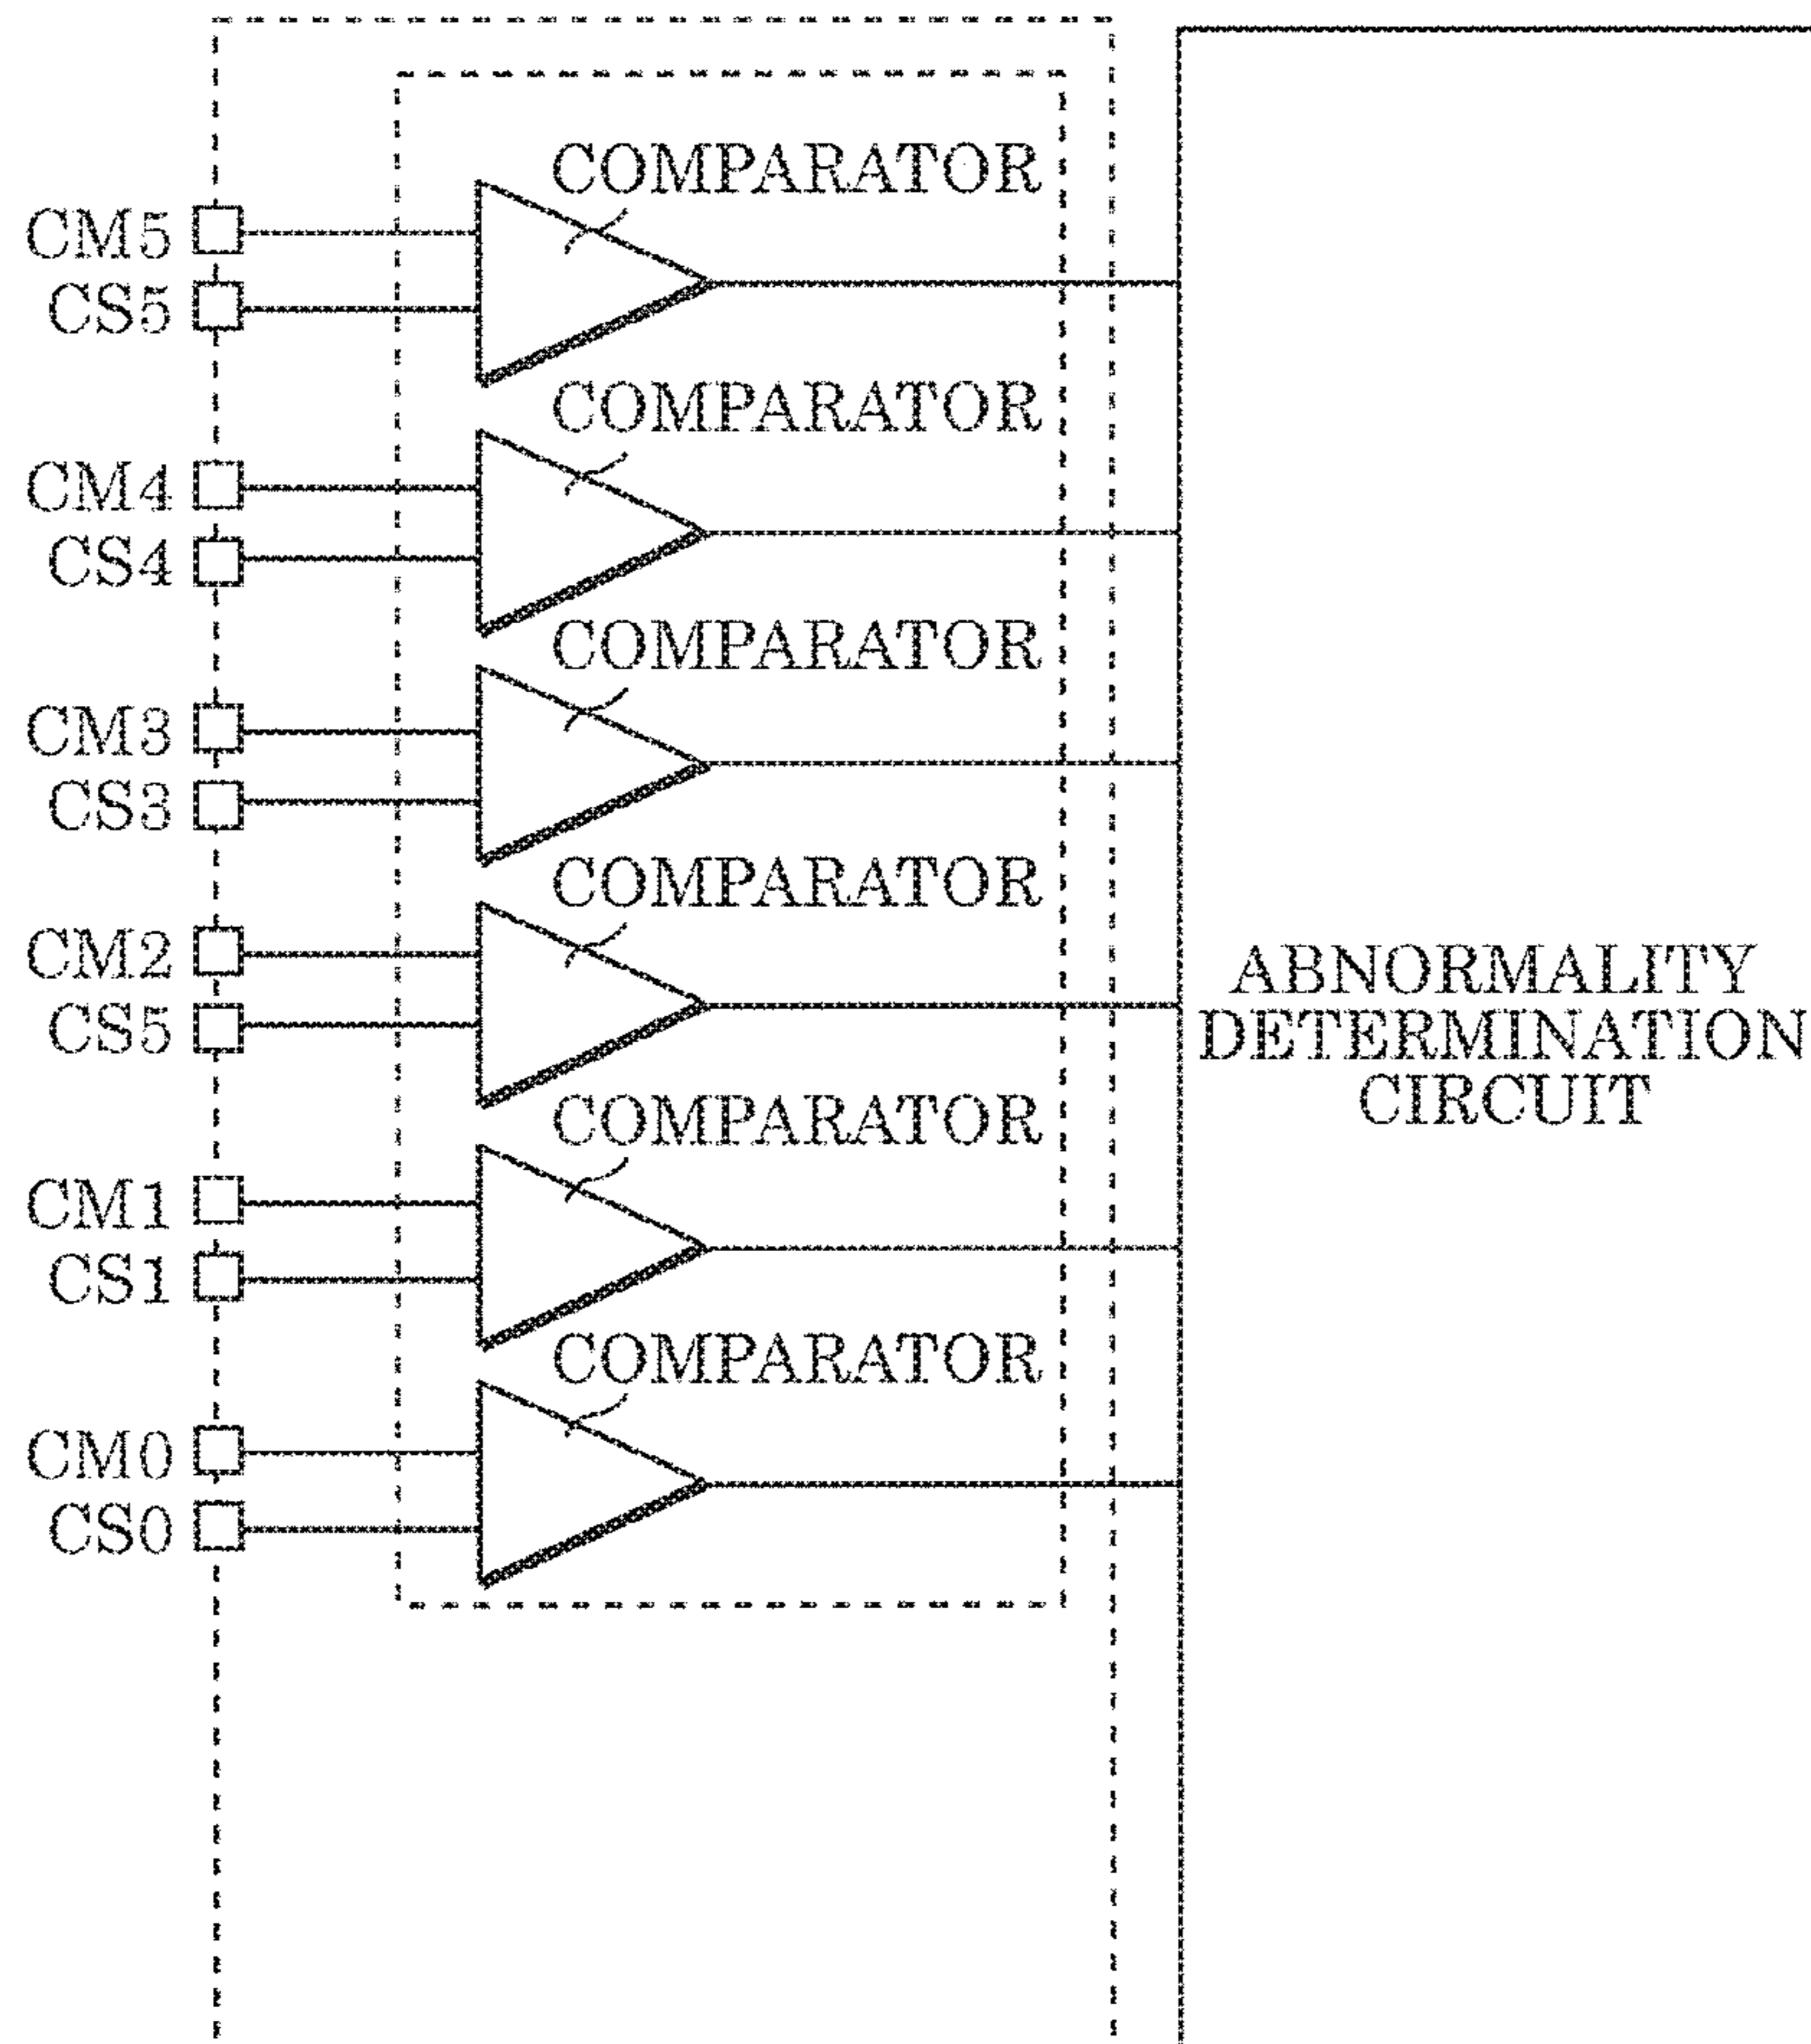 COMPARATOR
CM5
CS5
COMPARATOR
CM4
CS4
COMPARATOR
CM3
CS3
COMPARATOR
CM2
CS5
COMPARATOR
CM1
CS1
COMPARATOR
CM0
CS0
ABNORMALITY
DETERMINATION
CIRCUIT